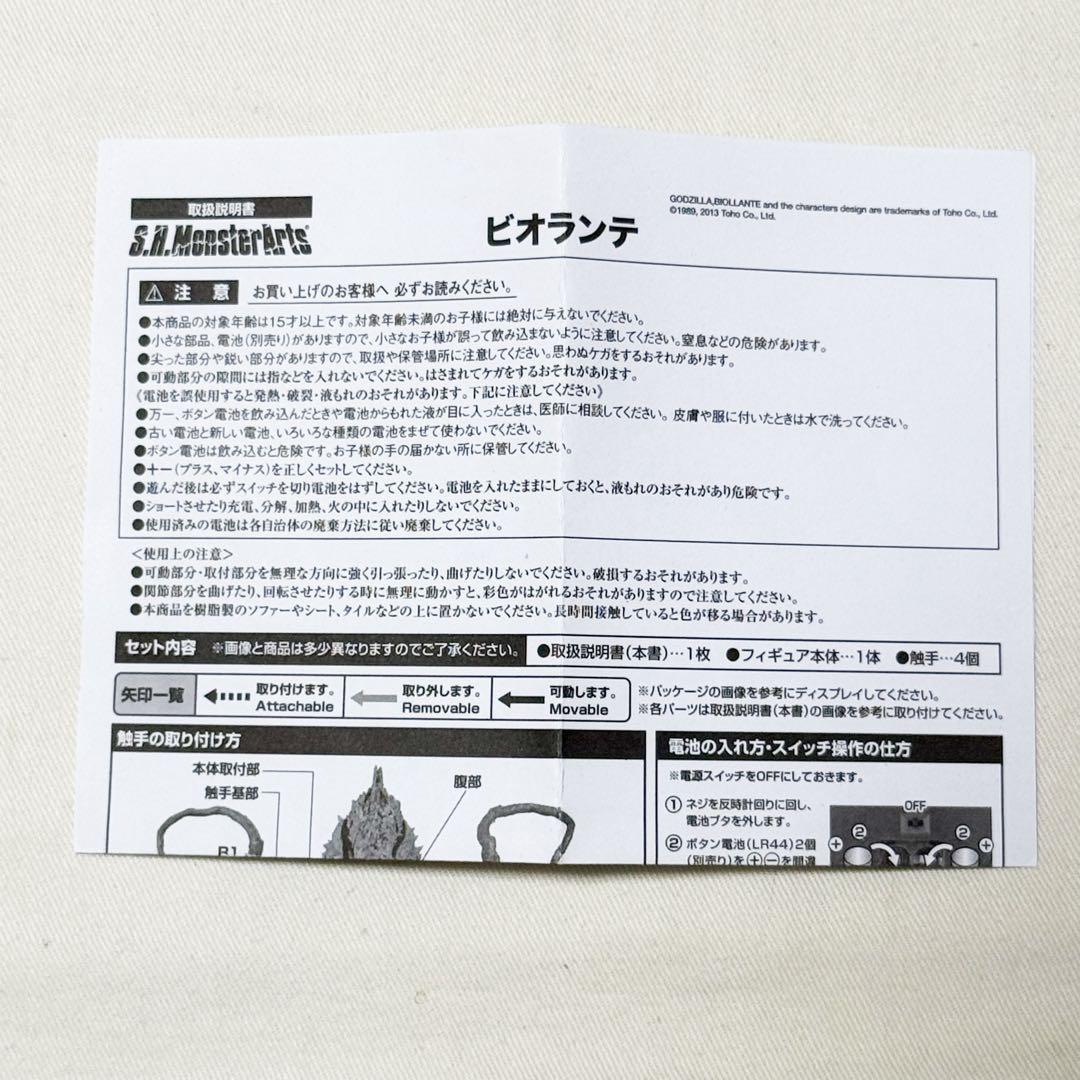 取扱説明書
S.H.MonsterArts
ビオランテ
GODZILLA,BIOLLANTE and the characters design are trademarks of Toho Co., Ltd.
©1989, 2013 Toho Co., Ltd.
注 意 お買い上げのお客様へ 必ずお読みください。
●本商品の対象年齢は15才以上です。対象年齢未満のお子様には絶対に与えないでください。
●小さな部品、電池(別売り)がありますので、小さなお子様が誤って飲み込まないように注意してください。窒息などの危険があります。
●尖った部分や鋭い部分がありますので、取扱や保管場所に注意してください。思わぬケガをするおそれがあります。
●可動部分の隙間には指などを入れないでください。はさまれてケガをするおそれがあります。
《電池を誤使用すると発熱・破裂・液もれのおそれがあります。下記に注意してください》
●万一、ボタン電池を飲み込んだときや電池からもれた液が目に入ったときは、医師に相談してください。皮膚や服に付いたときは水で洗ってください。
●古い電池と新しい電池、いろいろな種類の電池をまぜて使わないでください。
●ボタン電池は飲み込むと危険です。お子様の手の届かない所に保管してください。
●＋－(プラス、マイナス)を正しくセットしてください。
●遊んだ後は必ずスイッチを切り電池をはずしてください。電池を入れたままにしておくと、液もれのおそれがあり危険です。
●ショートさせたり充電、分解、加熱、火の中に入れたりしないでください。
●使用済みの電池は各自治体の廃棄方法に従い廃棄してください。
＜使用上の注意＞
●可動部分・取付部分を無理な方向に強く引っ張ったり、曲げたりしないでください。破損するおそれがあります。
●関節部分を曲げたり、回転させたりする時に無理に動かすと、彩色がはがれるおそれがありますので注意してください。
●本商品を樹脂製のソファーやシート、タイルなどの上に置かないでください。長時間接触していると色が移る場合があります。
セット内容 ※画像と商品は多少異なりますのでご了承ください。 ●取扱説明書(本書)…1枚 ●フィギュア本体…1体 ●触手…4個
矢印一覧
取り付けます。
Attachable
取り外します。
Removable
可動します。
Movable
※パッケージの画像を参考にディスプレイしてください。
※各パーツは取扱説明書(本書)の画像を参考に取り付けてください。
触手の取り付け方
本体取付部
触手基部
腹部
B1
電池の入れ方・スイッチ操作の仕方
※電源スイッチをOFFにしておきます。
① ネジを反時計回りに回し、
電池ブタを外します。
② ボタン電池(LR44)2個
(別売り)を⊕⊖を間違
OFF
② ②
⊕ ⊕